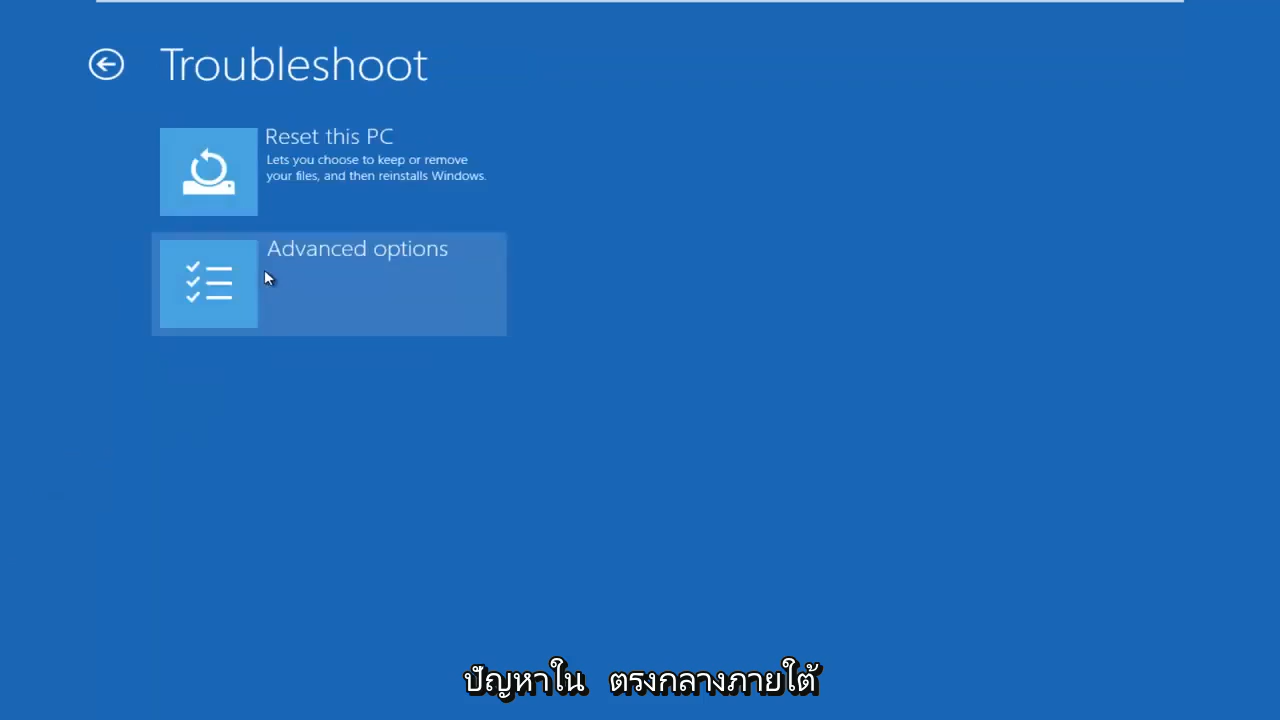 Troubleshoot
Reset this PC
Lets you choose to keep or remove
your files, and then reinstalls Windows.
Advanced options
ปัญหาใน ตรงกลางภายใต้